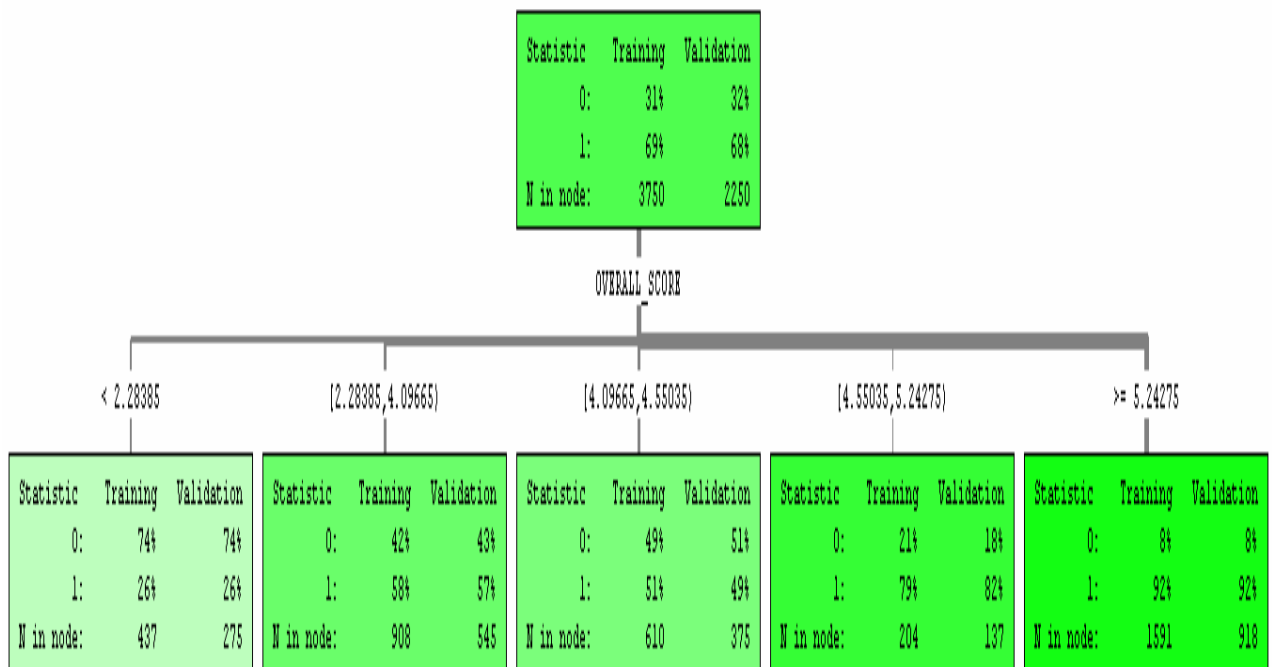 Statistic Training Validation
0: 31% 32%
1: 69% 68%
N in node: 3750 2250
OVERALL_SCORE
< 2.28385 [2.28385,4.09665) [4.09665,4.55035) [4.55035,5.24275) >= 5.24275
Statistic Training Validation Statistic Training Validation Statistic Training Validation Statistic Training Validation Statistic Training Validation
0: 74% 74% 0: 42% 43% 0: 49% 51% 0: 21% 18% 0: 8% 8%
1: 26% 26% 1: 58% 57% 1: 51% 49% 1: 79% 82% 1: 92% 92%
N in node: 437 275 N in node: 908 545 N in node: 610 375 N in node: 204 137 N in node: 1591 918